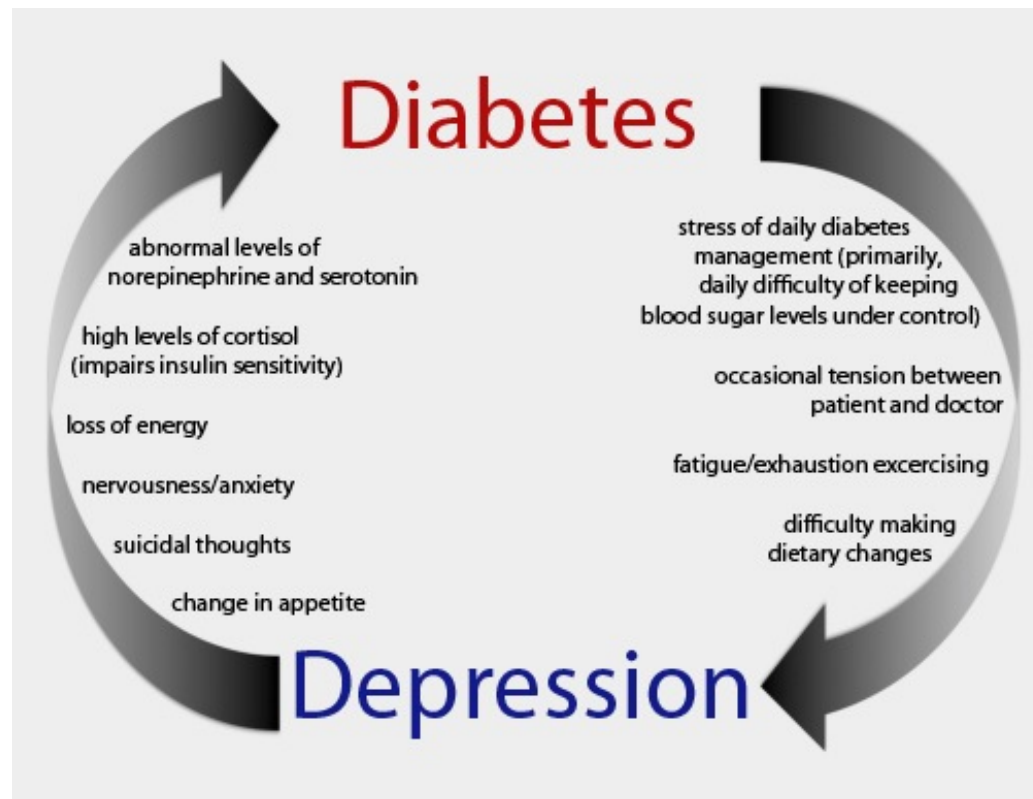 Diabetes
abnormal levels of
norepinephrine and serotonin
high levels of cortisol
(impairs insulin sensitivity)
loss of energy
nervousness/anxiety
suicidal thoughts
change in appetite
stress of daily diabetes
management (primarily,
daily difficulty of keeping
blood sugar levels under control)
occasional tension between
patient and doctor
fatigue/exhaustion excercising
difficulty making
dietary changes
Depression